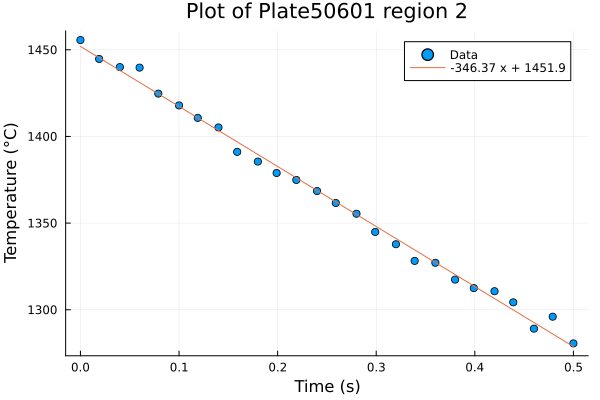 Plot of Plate50601 region 2
Temperature (°C)
1450
1400
1350
1300
Data
-346.37 x + 1451.9
0.0 0.1 0.2 0.3 0.4 0.5
Time (s)